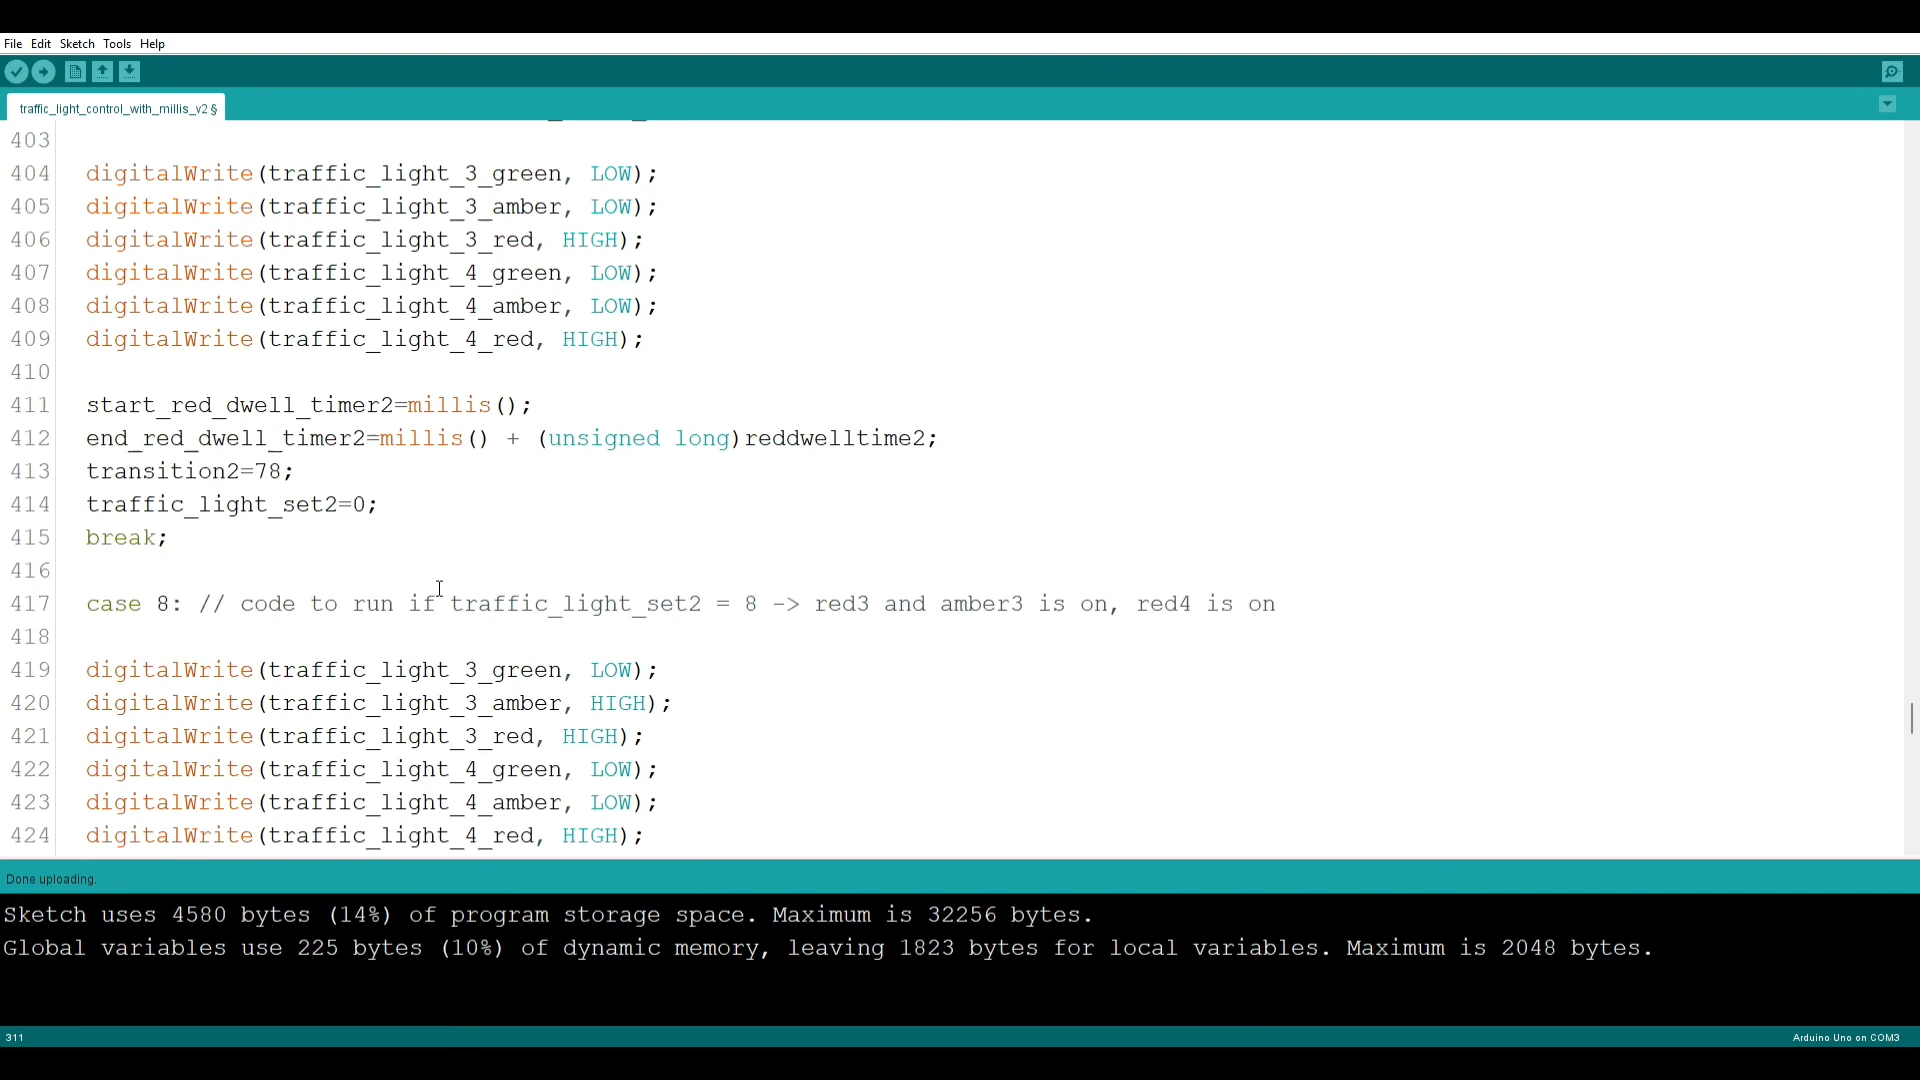 File Edit Sketch Tools Help
traffic_light_control_with_millis_v2 §
403
404 digitalWrite(traffic_light_3_green, LOW);
405 digitalWrite(traffic_light_3_amber, LOW);
406 digitalWrite(traffic_light_3_red, HIGH);
407 digitalWrite(traffic_light_4_green, LOW);
408 digitalWrite(traffic_light_4_amber, LOW);
409 digitalWrite(traffic_light_4_red, HIGH);
410
411 start_red_dwell_timer2=millis();
412 end_red_dwell_timer2=millis() + (unsigned long)reddwelltime2;
413 transition2=78;
414 traffic_light_set2=0;
415 break;
416
417 case 8: // code to run if traffic_light_set2 = 8 -> red3 and amber3 is on, red4 is on
418
419 digitalWrite(traffic_light_3_green, LOW);
420 digitalWrite(traffic_light_3_amber, HIGH);
421 digitalWrite(traffic_light_3_red, HIGH);
422 digitalWrite(traffic_light_4_green, LOW);
423 digitalWrite(traffic_light_4_amber, LOW);
424 digitalWrite(traffic_light_4_red, HIGH);
Done uploading.
Sketch uses 4580 bytes (14%) of program storage space. Maximum is 32256 bytes.
Global variables use 225 bytes (10%) of dynamic memory, leaving 1823 bytes for local variables. Maximum is 2048 bytes.
311 Arduino Uno on COM3